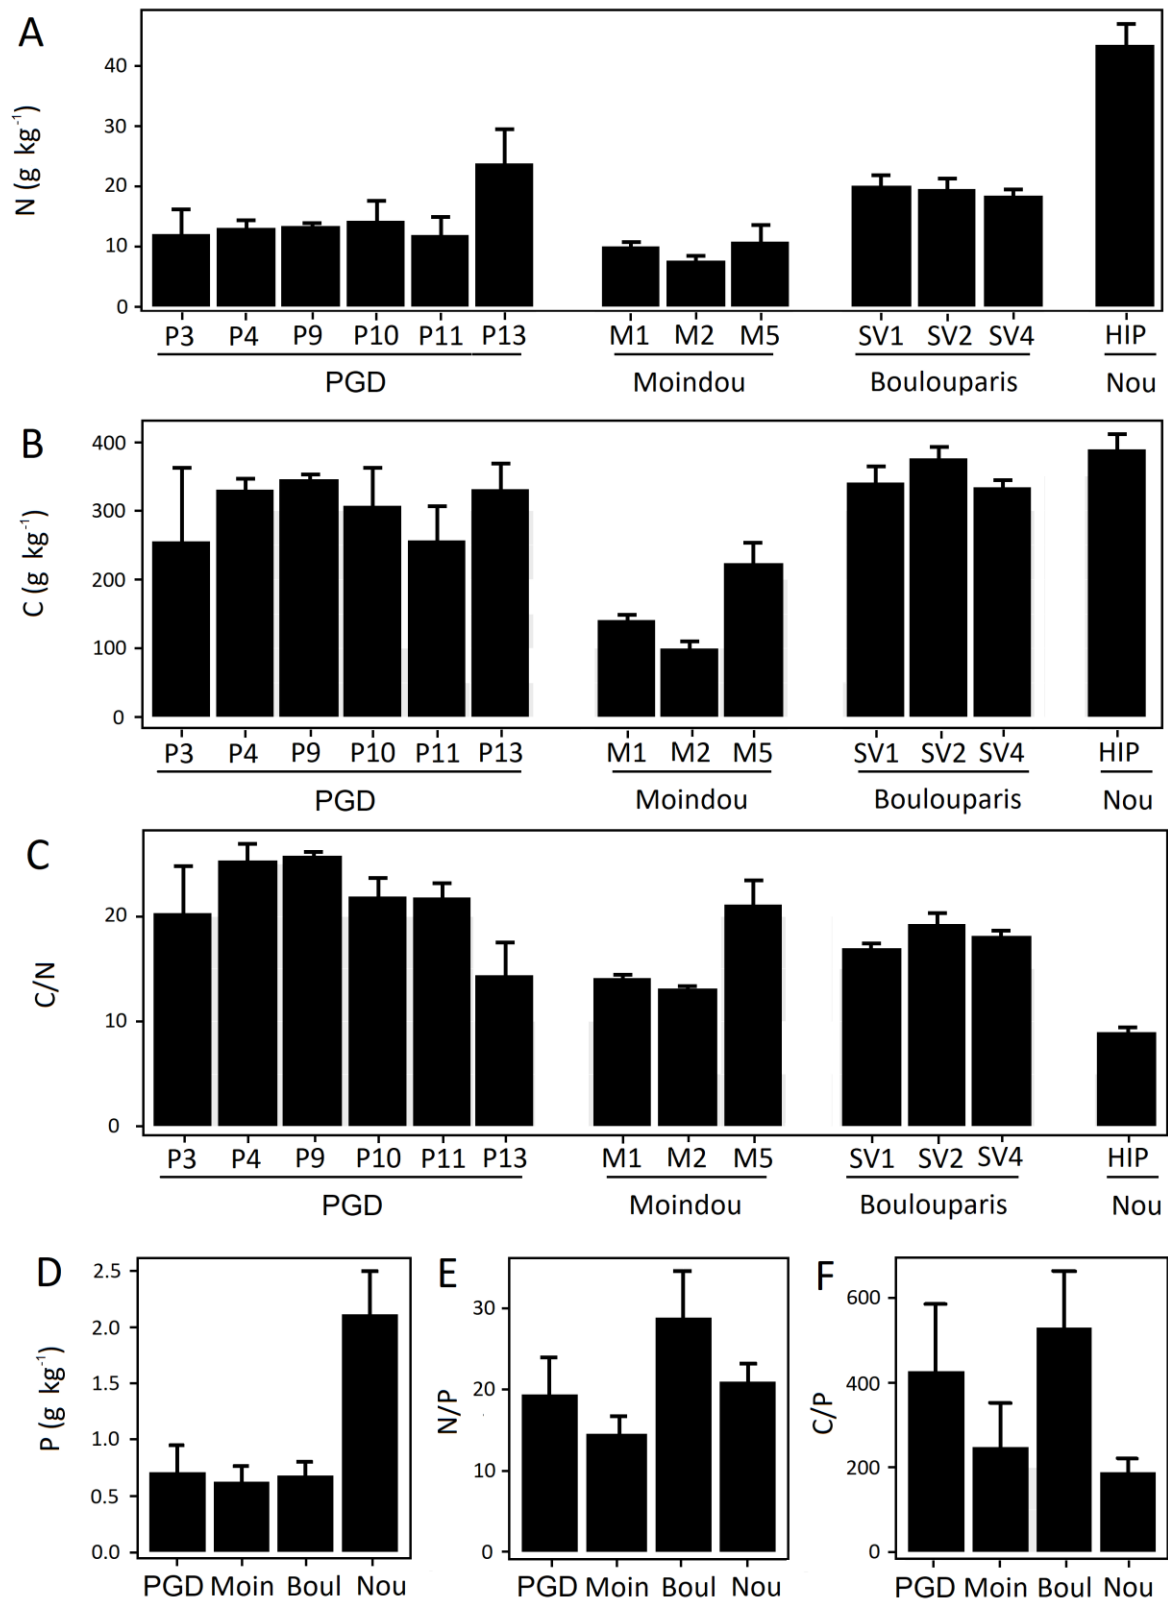 A
N (g kg-1)
40
30
20
10
0
P3 P4 P9 P10 P11 P13 M1 M2 M5 SV1 SV2 SV4 HIP
PGD Moindou Boulouparis Nou
B
C (g kg-1)
400
300
200
100
0
P3 P4 P9 P10 P11 P13 M1 M2 M5 SV1 SV2 SV4 HIP
PGD Moindou Boulouparis Nou
C
C/N
20
10
0
P3 P4 P9 P10 P11 P13 M1 M2 M5 SV1 SV2 SV4 HIP
PGD Moindou Boulouparis Nou
D
P (g kg-1)
2.5
2.0
1.5
1.0
0.5
0.0
PGD Moin Boul Nou
E
N/P
30
20
10
0
PGD Moin Boul Nou
F
C/P
600
400
200
0
PGD Moin Boul Nou